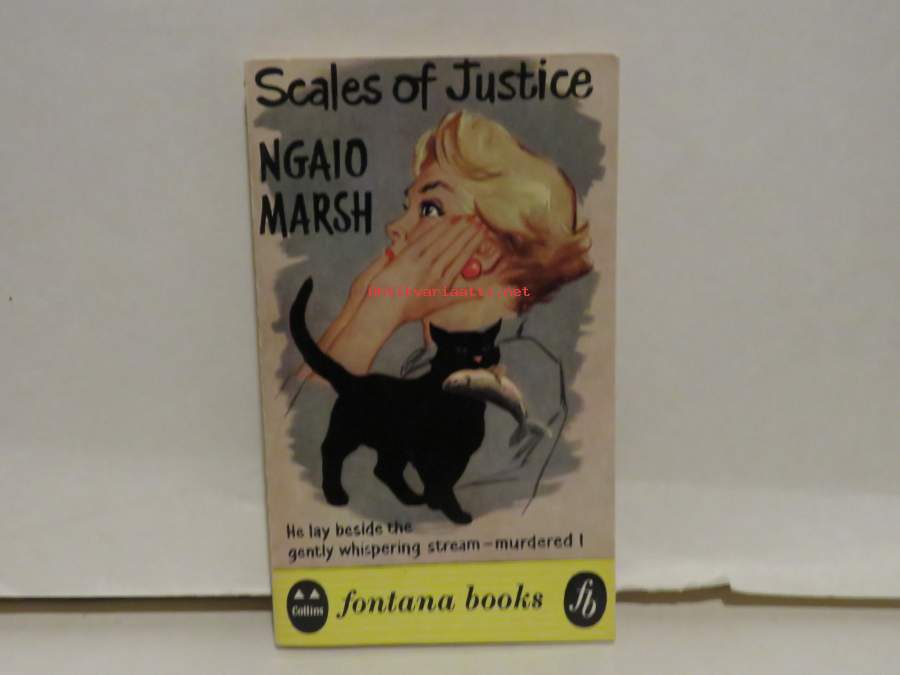 Scales of Justice
NGAIO
MARSH
antikvariaatti.net
He lay beside the
gently whispering stream - murdered !
Collins
fontana books
fb